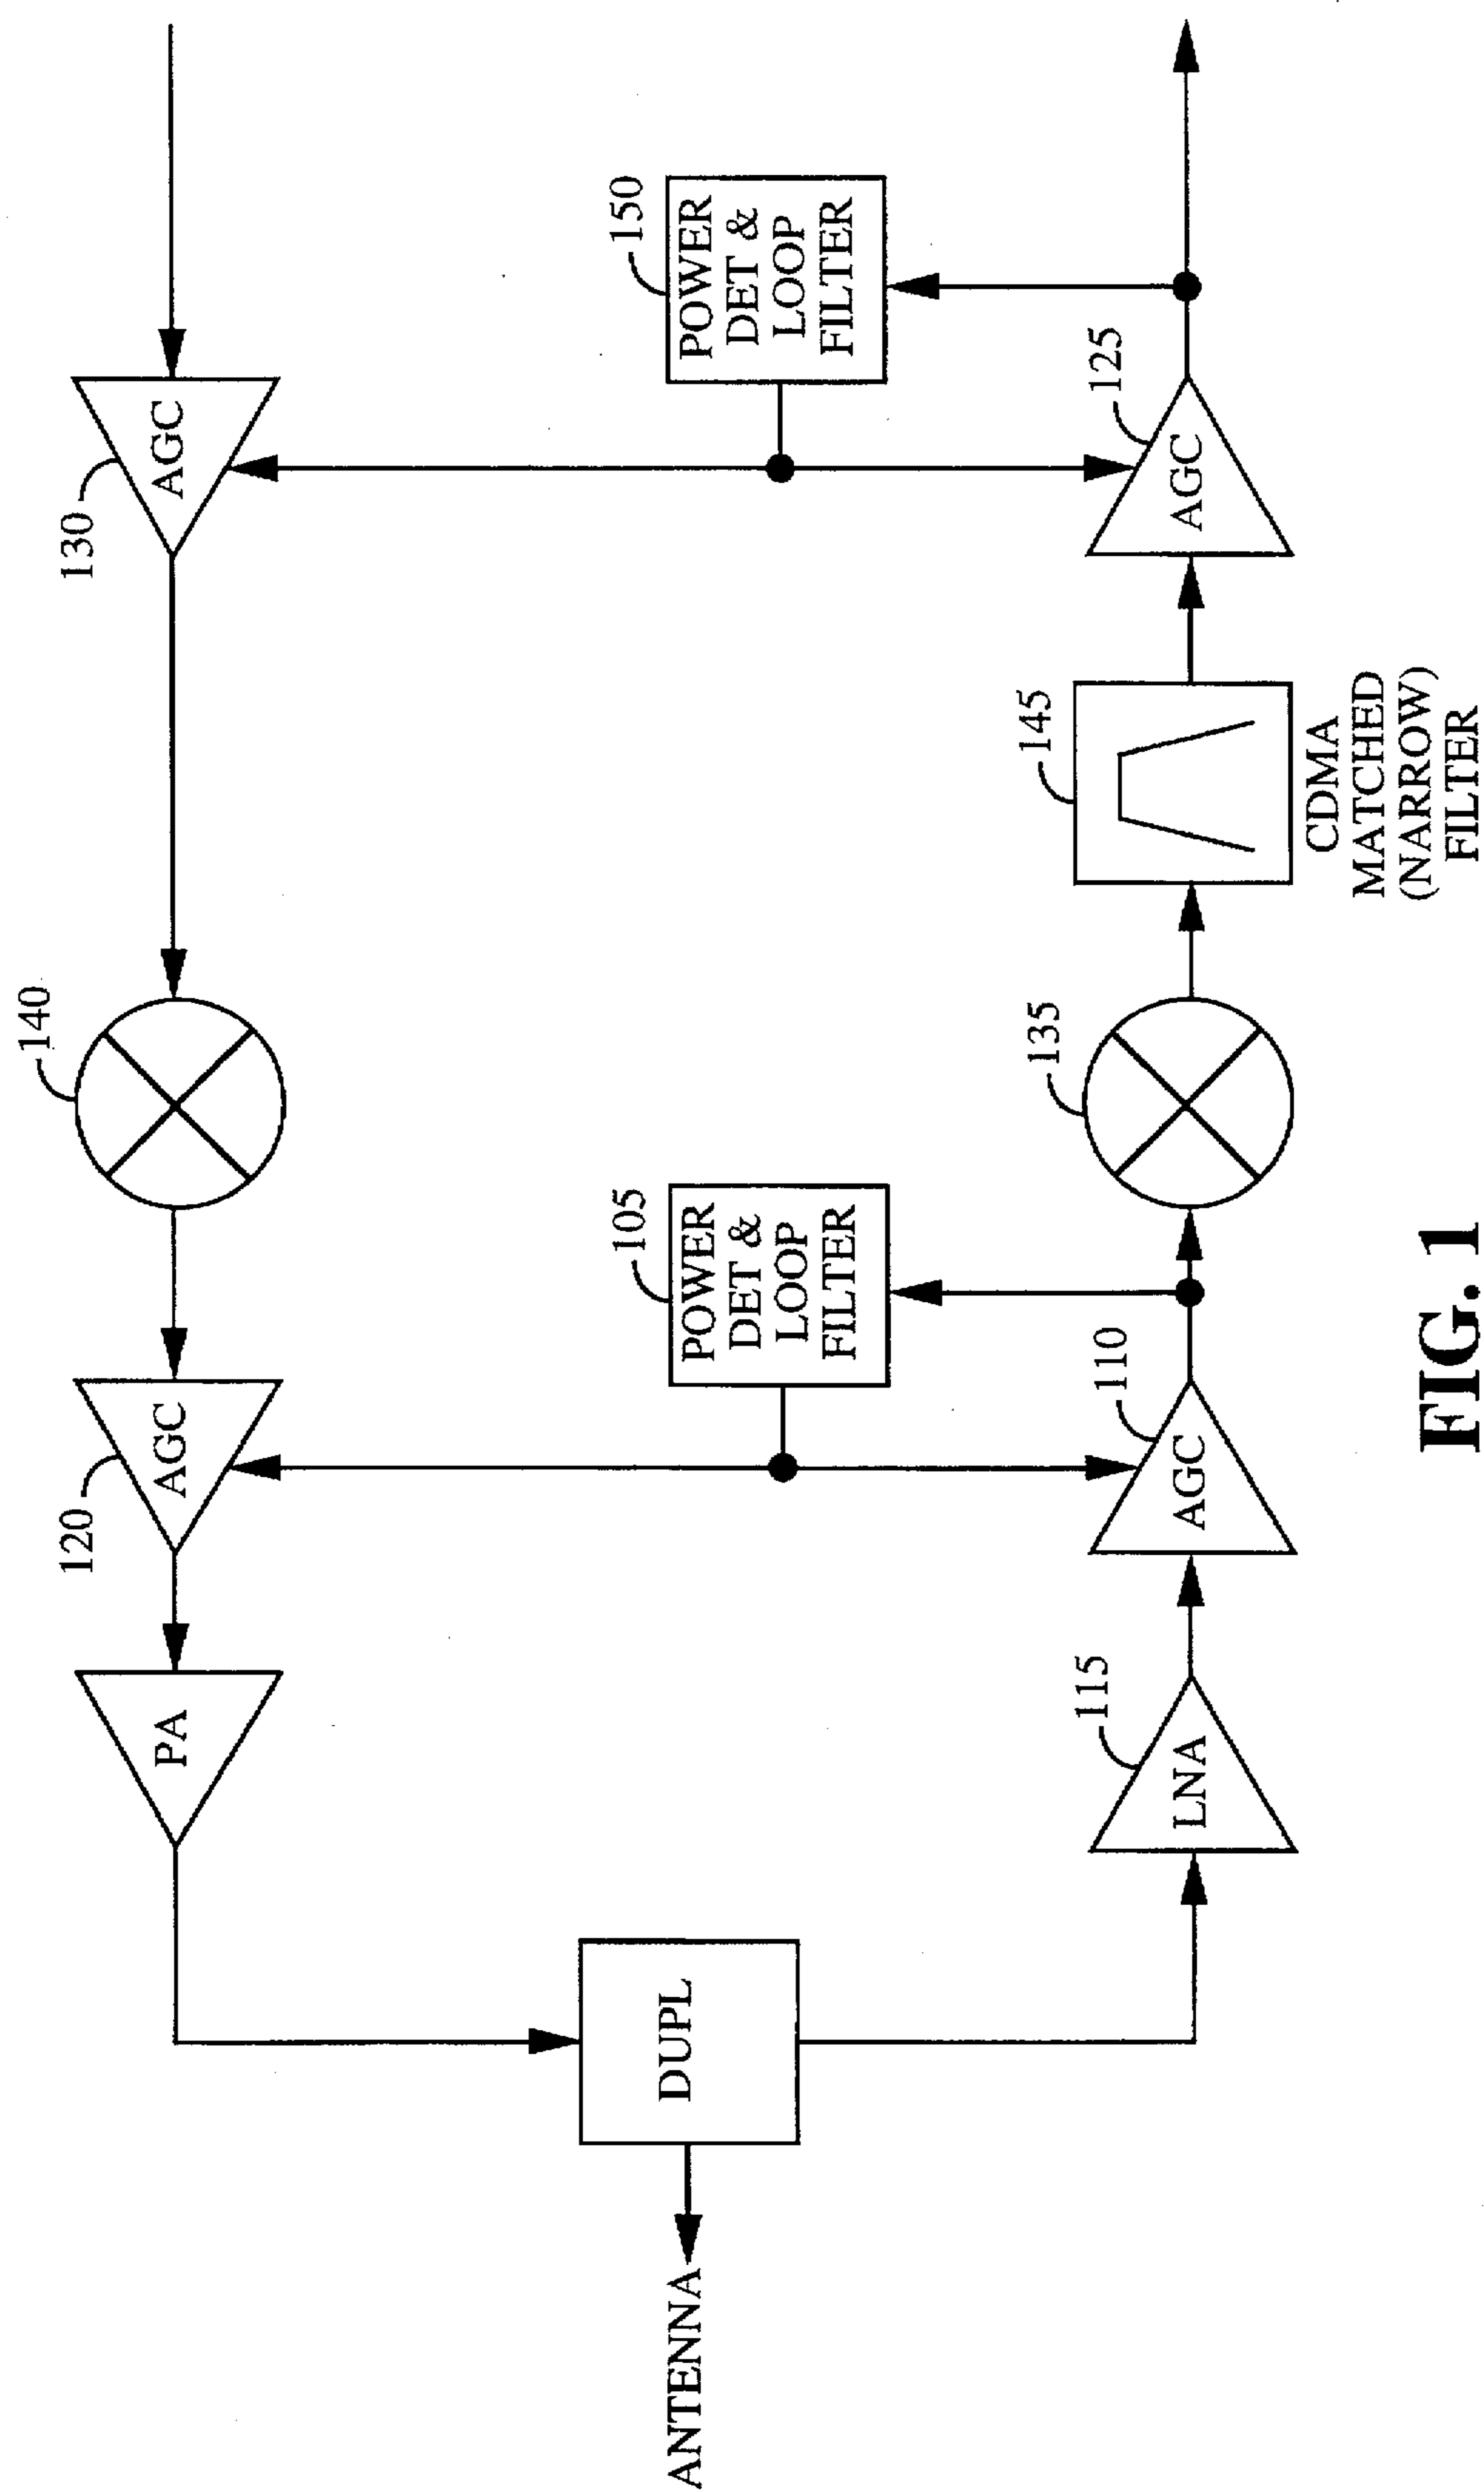 130
AGC
140
120
AGC
PA
150
POWER
DET &
LOOP
FILTER
105
POWER
DET &
LOOP
FILTER
DUPL
ANTENNA
125
AGC
145
CDMA
MATCHED
(NARROW)
FILTER
135
110
AGC
115
LNA
FIG. 1